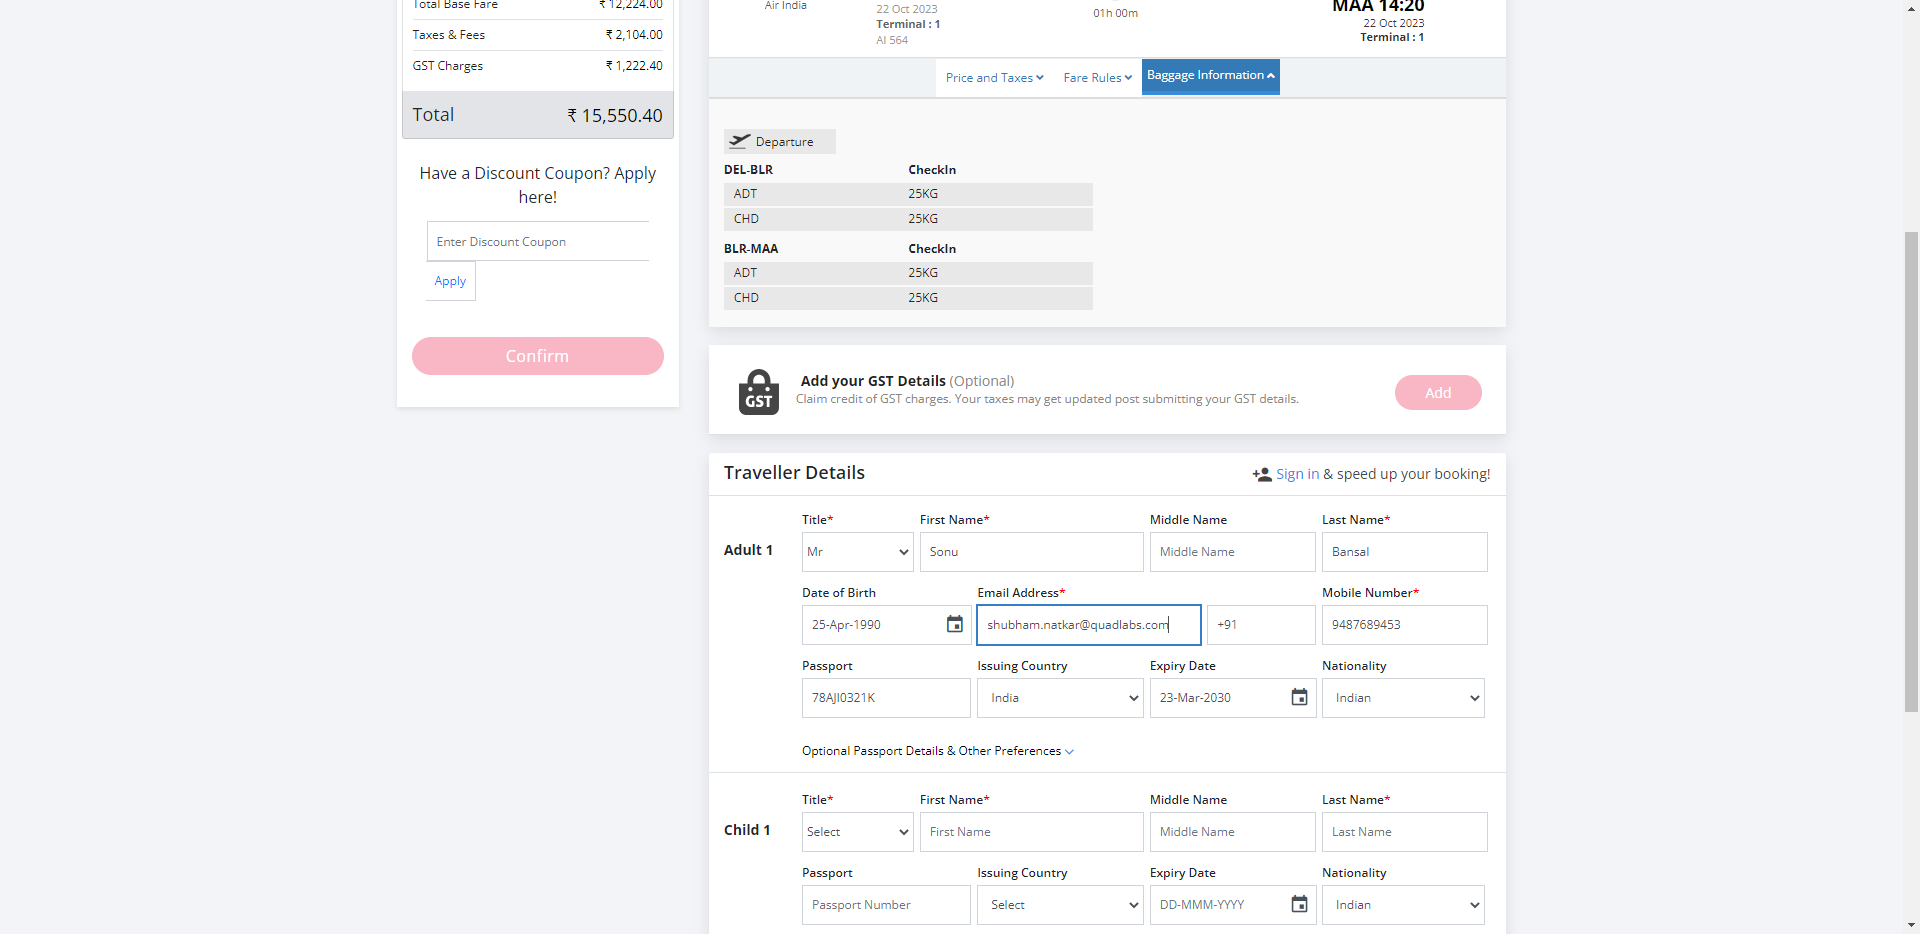 Total Base Fare ₹ 12,224.00
Taxes & Fees ₹ 2,104.00
GST Charges ₹ 1,222.40
Total ₹ 15,550.40
Have a Discount Coupon? Apply
here!
Enter Discount Coupon
Apply
Confirm
Air India
22 Oct 2023
Terminal : 1
AI 564
01h 00m
MAA 14:20
22 Oct 2023
Terminal : 1
Price and Taxes Fare Rules Baggage Information
Departure
DEL-BLR CheckIn
ADT 25KG
CHD 25KG
BLR-MAA CheckIn
ADT 25KG
CHD 25KG
GST
Add your GST Details (Optional)
Claim credit of GST charges. Your taxes may get updated post submitting your GST details.
Add
Traveller Details Sign in & speed up your booking!
Title* First Name* Middle Name Last Name*
Adult 1 Mr Sonu Middle Name Bansal
Date of Birth Email Address* Mobile Number*
25-Apr-1990 shubham.natkar@quadlabs.com +91 9487689453
Passport Issuing Country Expiry Date Nationality
78AJI0321K India 23-Mar-2030 Indian
Optional Passport Details & Other Preferences
Title* First Name* Middle Name Last Name*
Child 1 Select First Name Middle Name Last Name
Passport Issuing Country Expiry Date Nationality
Passport Number Select DD-MMM-YYYY Indian